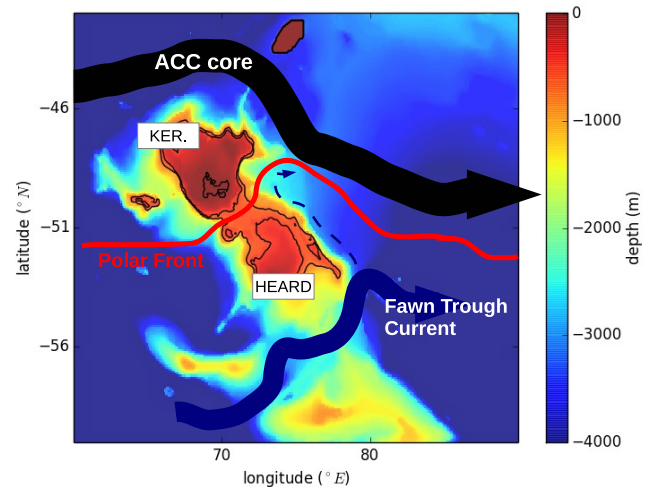 0
ACC core
−46
−1000
KER.
−51
−2000
Polar Front
HEARD
Fawn Trough
Current
−3000
−56
−4000
70
80
latitude (°N)
longitude (°E)
depth (m)